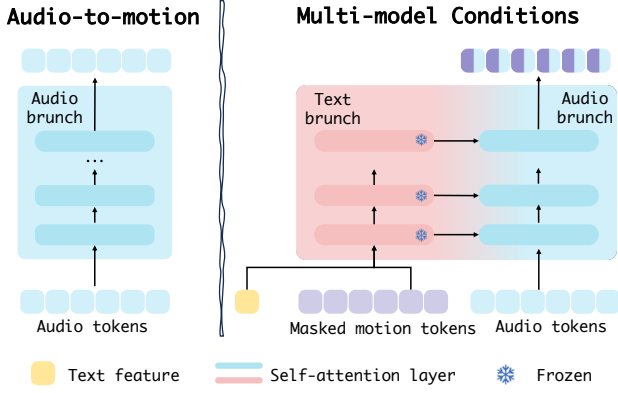 Audio-to-motion
Multi-model Conditions
Audio
brunch
...
Audio tokens
Text
brunch
Audio
brunch
Masked motion tokens
Audio tokens
Text feature
Self-attention layer
Frozen